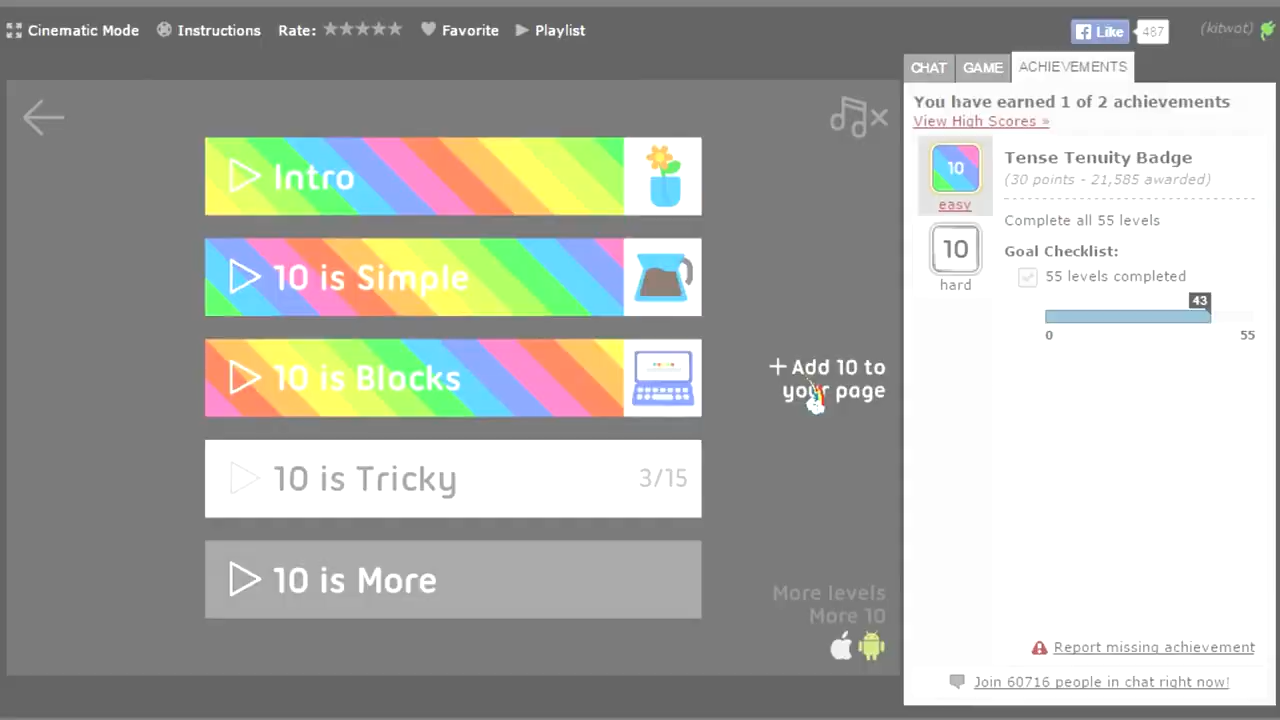 Cinematic Mode Instructions Rate: Favorite Playlist Like 487 (kitwat)
CHAT GAME ACHIEVEMENTS
You have earned 1 of 2 achievements
View High Scores »
10 Tense Tenuity Badge
(30 points - 21,585 awarded)
easy
Complete all 55 levels
10
hard
Goal Checklist:
55 levels completed
43
0 55
Intro
10 is Simple
10 is Blocks
10 is Tricky 3/15
10 is More
+ Add 10 to
your page
More levels
More 10
Report missing achievement
Join 60716 people in chat right now!